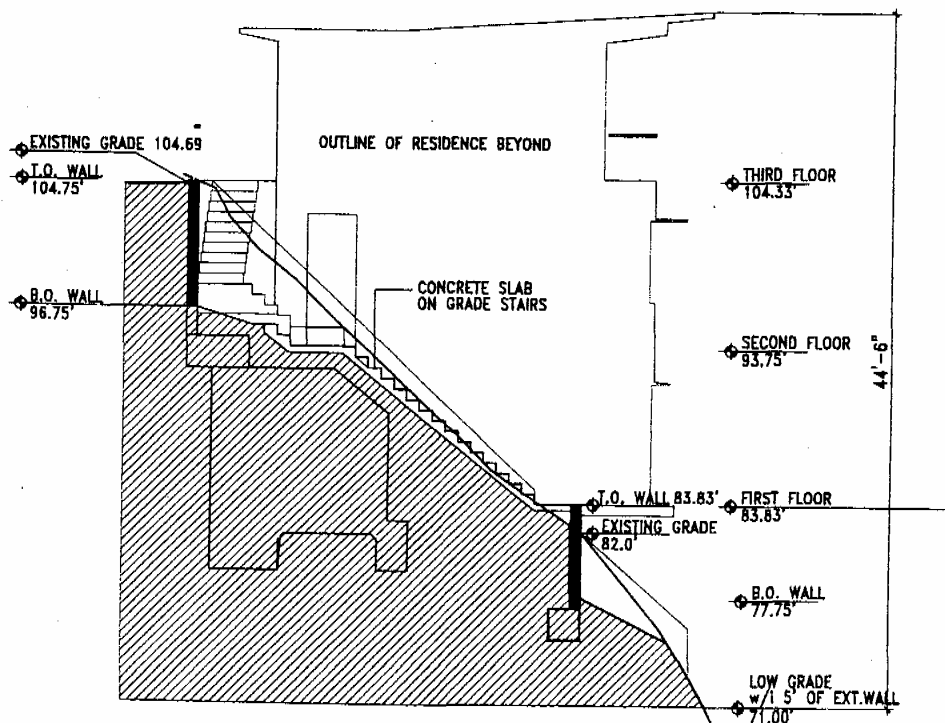 EXISTING GRADE 104.69
T.O. WALL
104.75'
OUTLINE OF RESIDENCE BEYOND
THIRD FLOOR
104.33'
B.O. WALL
96.75'
CONCRETE SLAB
ON GRADE STAIRS
SECOND FLOOR
93.75'
44'-6"
T.O. WALL 83.83'
FIRST FLOOR
83.83'
EXISTING GRADE
82.0'
B.O. WALL
77.75'
LOW GRADE
w/i 5' OF EXT.WALL
71.00'